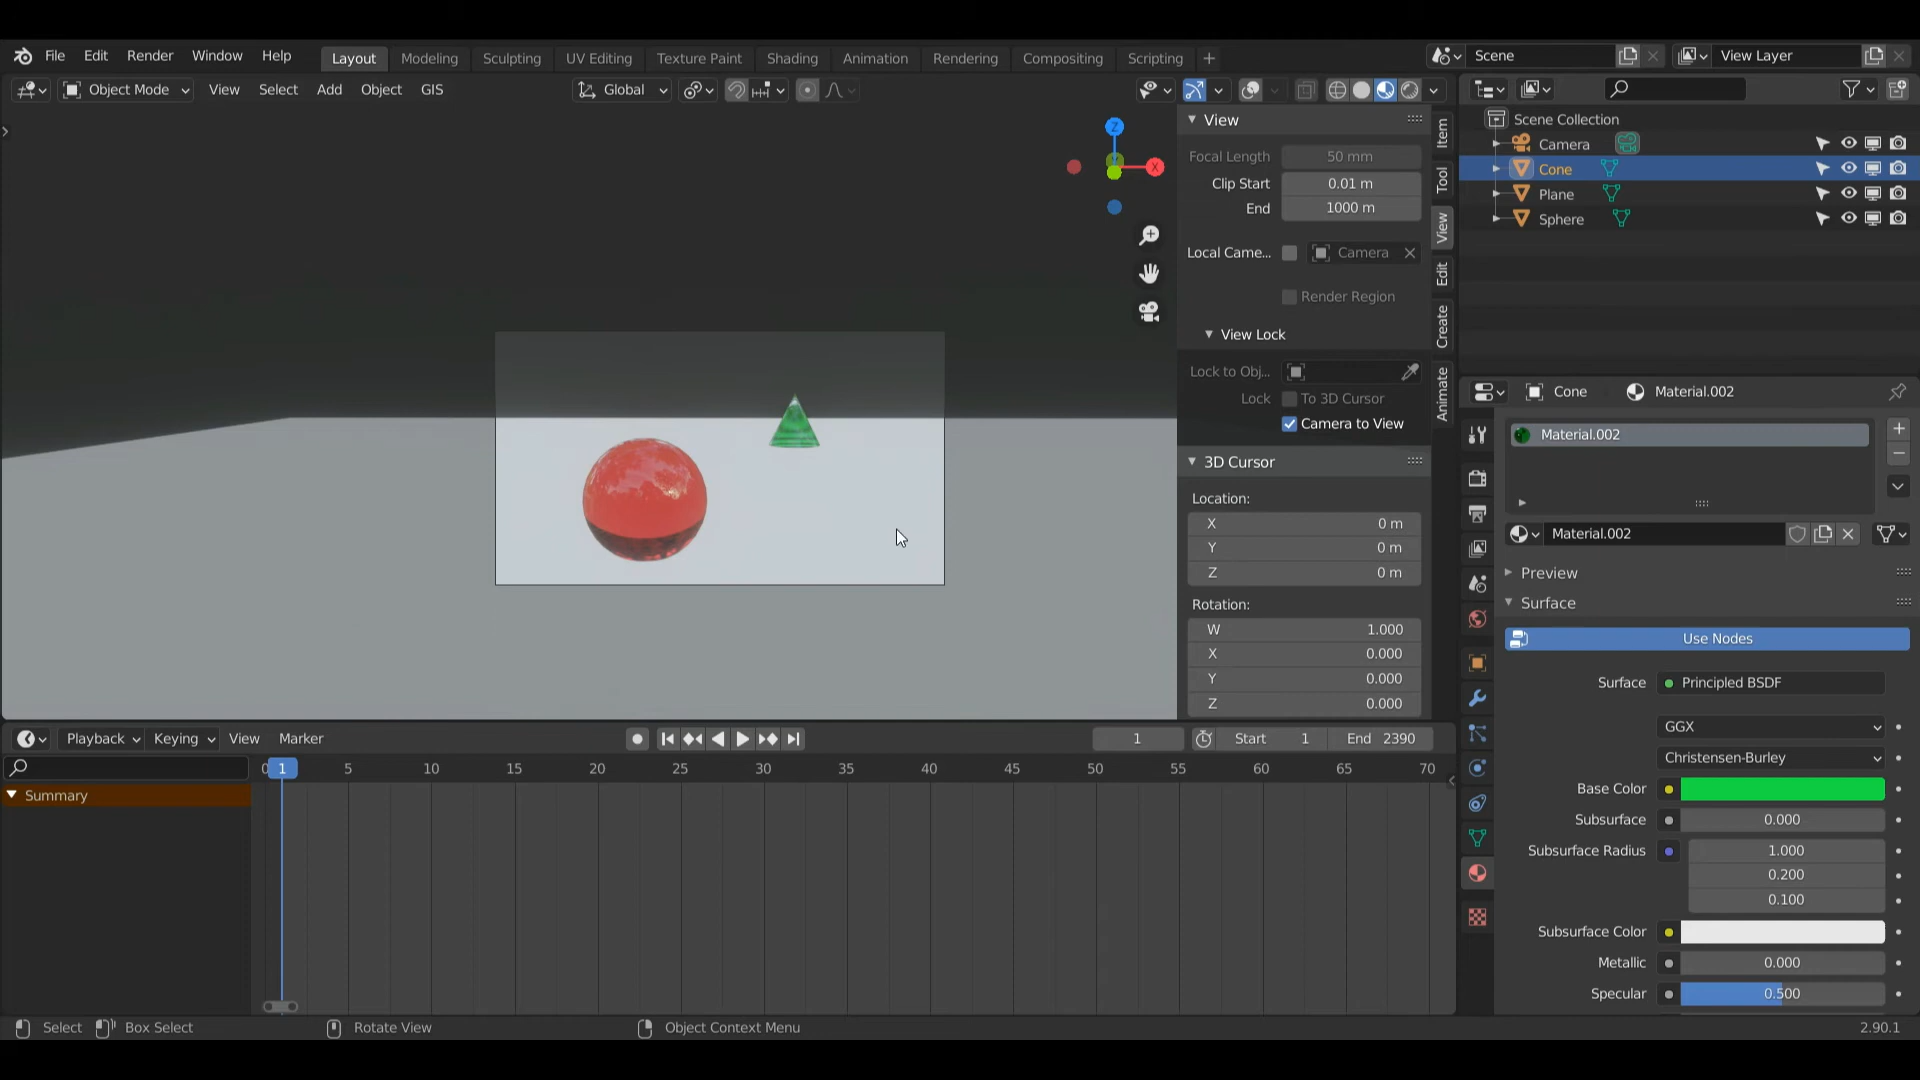 File Edit Render Window Help Layout Modeling Sculpting UV Editing Texture Paint Shading Animation Rendering Compositing Scripting + Scene View Layer
Object Mode View Select Add Object GIS Global
View
Focal Length 50 mm
Clip Start 0.01 m
End 1000 m
Local Came... Camera
Render Region
View Lock
Lock to Obj...
Lock To 3D Cursor
Camera to View
3D Cursor
Location:
X 0 m
Y 0 m
Z 0 m
Rotation:
W 1.000
X 0.000
Y 0.000
Z 0.000
Z
X
Item
Tool
View
Edit
Create
Animate
Scene Collection
Camera
Cone
Plane
Sphere
Cone Material.002
Material.002
Material.002
Preview
Surface
Use Nodes
Surface Principled BSDF
GGX
Christensen-Burley
Base Color
Subsurface 0.000
Subsurface Radius 1.000
0.200
0.100
Subsurface Color
Metallic 0.000
Specular 0.500
Playback Keying View Marker 1 Start 1 End 2390
0 1 5 10 15 20 25 30 35 40 45 50 55 60 65 70
Summary
Select Box Select Rotate View Object Context Menu 2.90.1